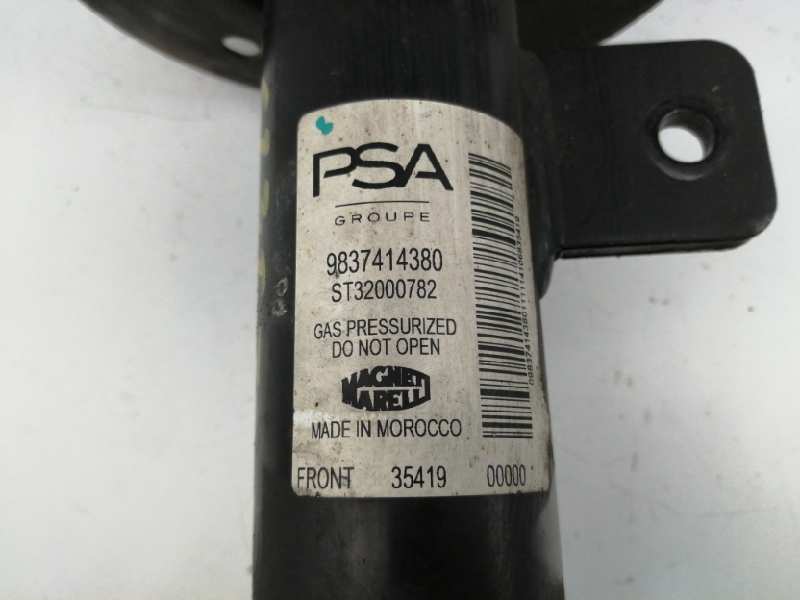 PSA
GROUPE
9837414380
ST32000782
GAS PRESSURIZED
DO NOT OPEN
MAGNETI
MARELLI
MADE IN MOROCCO
FRONT 35419 00000